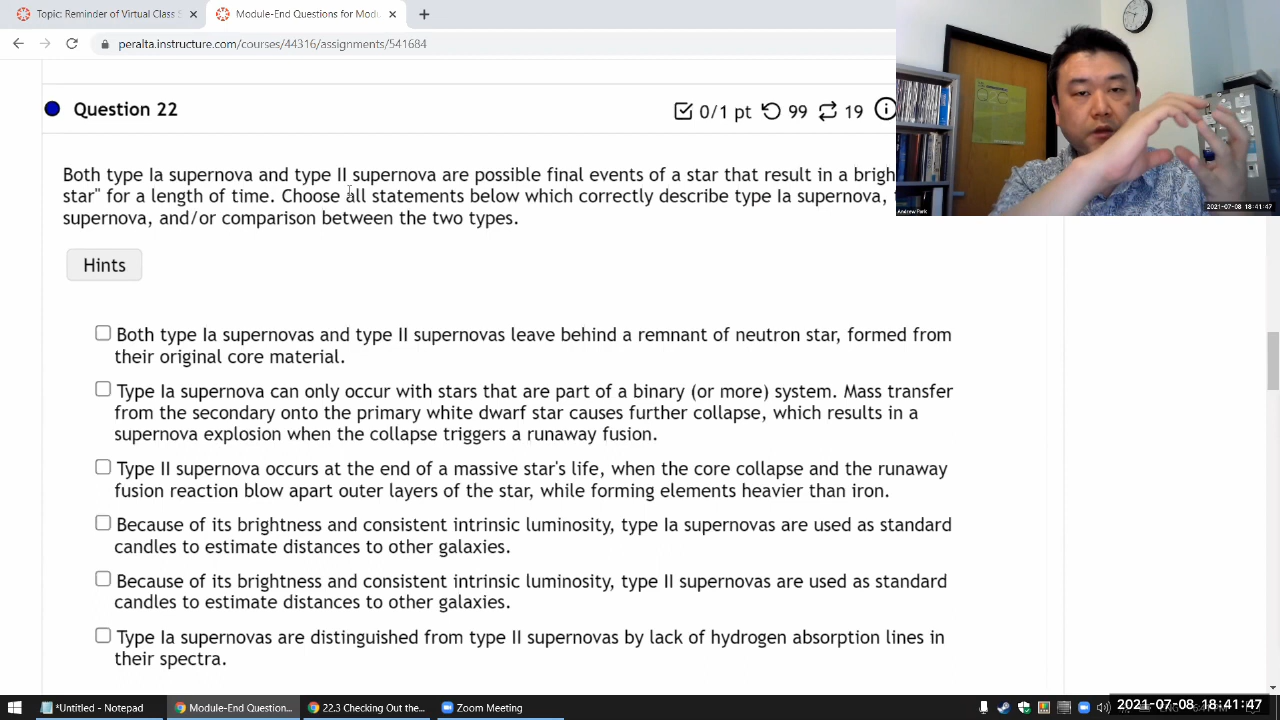 Topic: Remedy of Virtual Class S
Module-End Questions for Modu
peralta.instructure.com/courses/44316/assignments/541684
Question 22
0/1 pt 99 19
Both type Ia supernova and type II supernova are possible final events of a star that result in a brigh
star" for a length of time. Choose all statements below which correctly describe type Ia supernova,
supernova, and/or comparison between the two types.
Hints
Both type Ia supernovas and type II supernovas leave behind a remnant of neutron star, formed from
their original core material.
Type Ia supernova can only occur with stars that are part of a binary (or more) system. Mass transfer
from the secondary onto the primary white dwarf star causes further collapse, which results in a
supernova explosion when the collapse triggers a runaway fusion.
Type II supernova occurs at the end of a massive star's life, when the core collapse and the runaway
fusion reaction blow apart outer layers of the star, while forming elements heavier than iron.
Because of its brightness and consistent intrinsic luminosity, type Ia supernovas are used as standard
candles to estimate distances to other galaxies.
Because of its brightness and consistent intrinsic luminosity, type II supernovas are used as standard
candles to estimate distances to other galaxies.
Type Ia supernovas are distinguished from type II supernovas by lack of hydrogen absorption lines in
their spectra.
Andrew Park
2021-07-08 18:41:47
*Untitled - Notepad
Module-End Question...
22.3 Checking Out the...
Zoom Meeting
2021-07-08 18:41:47